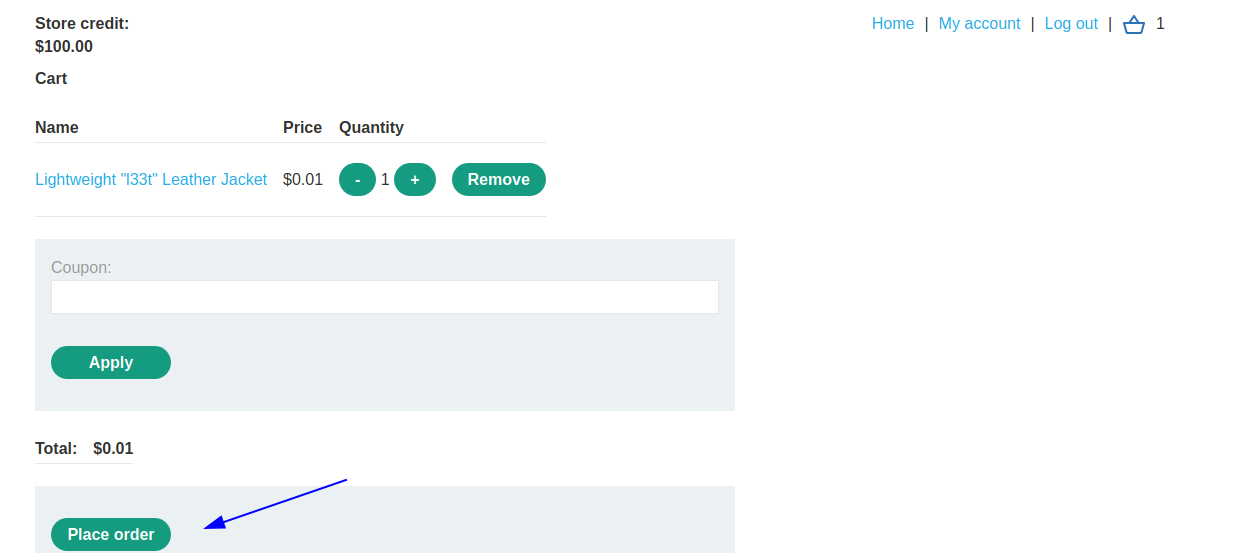 Store credit:
$100.00
Home | My account | Log out | 1
Cart
Name Price Quantity
Lightweight "l33t" Leather Jacket $0.01 - 1 + Remove
Coupon:
Apply
Total: $0.01
Place order